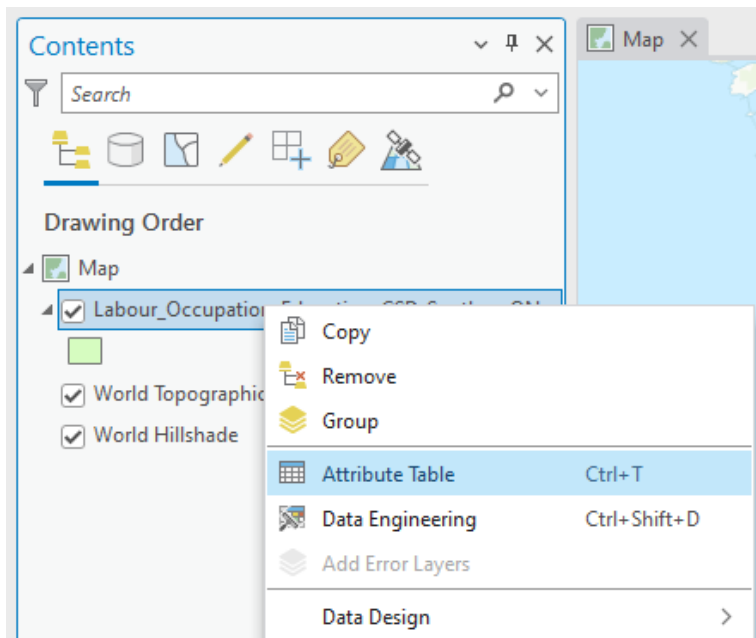 Contents
Map
Search
Drawing Order
Map
Labour_Occupation
World Topographic
World Hillshade
Copy
Remove
Group
Attribute Table Ctrl+T
Data Engineering Ctrl+Shift+D
Add Error Layers
Data Design